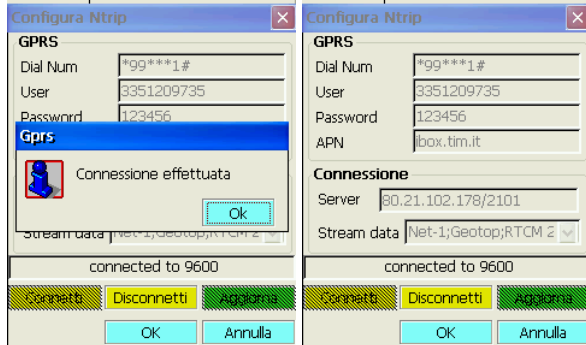 Configura Ntrip
GPRS
Dial Num *99***1#
User 3351209735
Password 123456
Gprs
Connessione effettuata
Ok
Stream data Net-1;Geotop;RTCM 2
connected to 9600
Connetti Disconnetti Aggiorna
OK Annulla
Configura Ntrip
GPRS
Dial Num *99***1#
User 3351209735
Password 123456
APN ibox.tim.it
Connessione
Server 80.21.102.178/2101
Stream data Net-1;Geotop;RTCM 2
connected to 9600
Connetti Disconnetti Aggiorna
OK Annulla